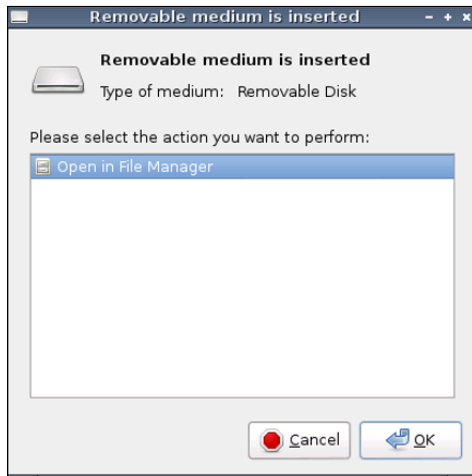 Removable medium is inserted
Removable medium is inserted
Type of medium: Removable Disk
Please select the action you want to perform:
Open in File Manager
Cancel OK